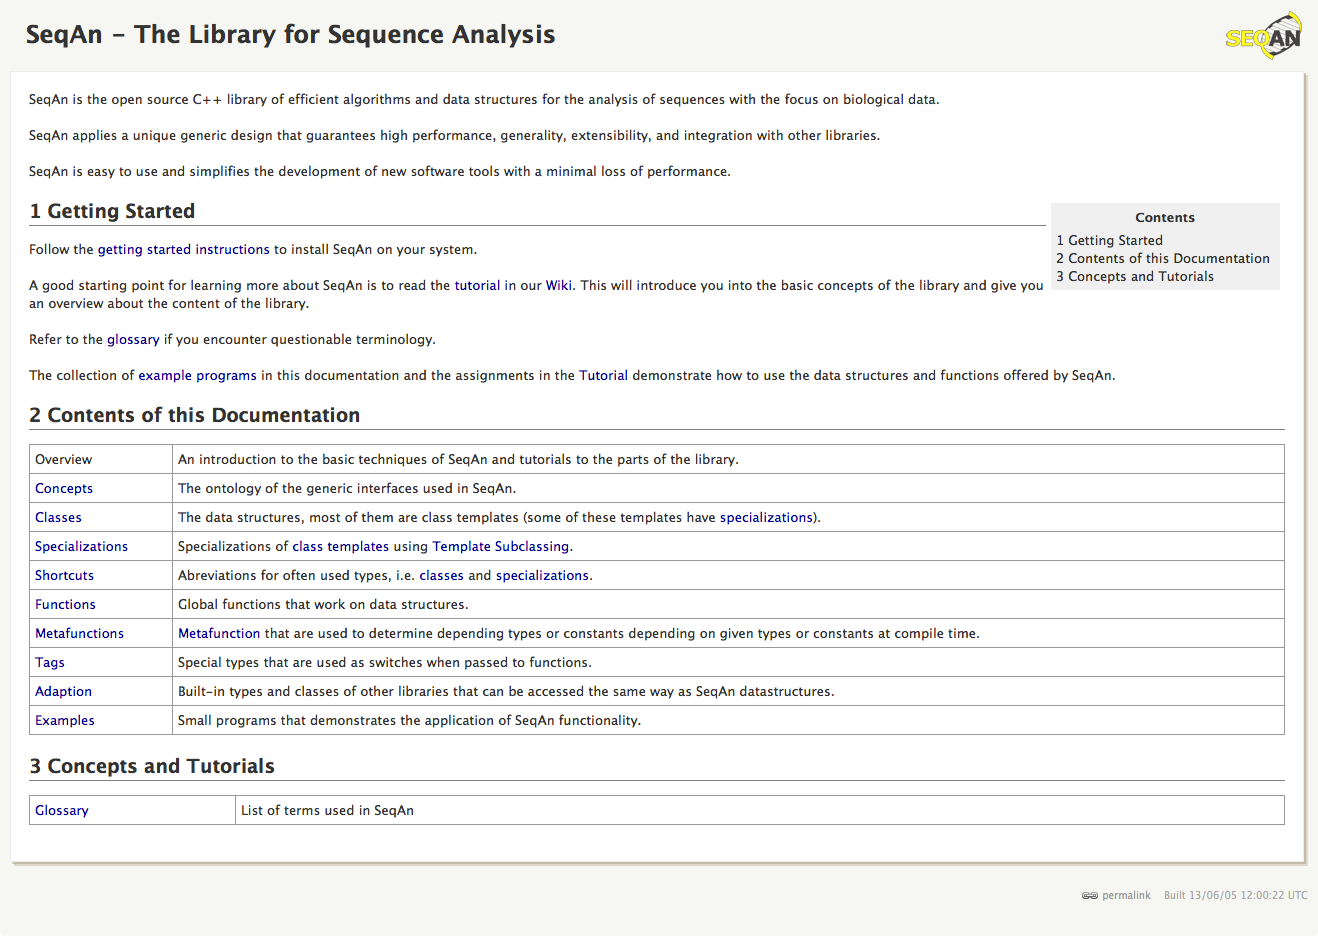 SeqAn – The Library for Sequence Analysis
SEQAN
SeqAn is the open source C++ library of efficient algorithms and data structures for the analysis of sequences with the focus on biological data.
SeqAn applies a unique generic design that guarantees high performance, generality, extensibility, and integration with other libraries.
SeqAn is easy to use and simplifies the development of new software tools with a minimal loss of performance.
Contents
1 Getting Started
2 Contents of this Documentation
3 Concepts and Tutorials
1 Getting Started
Follow the getting started instructions to install SeqAn on your system.
A good starting point for learning more about SeqAn is to read the tutorial in our Wiki. This will introduce you into the basic concepts of the library and give you
an overview about the content of the library.
Refer to the glossary if you encounter questionable terminology.
The collection of example programs in this documentation and the assignments in the Tutorial demonstrate how to use the data structures and functions offered by SeqAn.
2 Contents of this Documentation
Overview An introduction to the basic techniques of SeqAn and tutorials to the parts of the library.
Concepts The ontology of the generic interfaces used in SeqAn.
Classes The data structures, most of them are class templates (some of these templates have specializations).
Specializations Specializations of class templates using Template Subclassing.
Shortcuts Abreviations for often used types, i.e. classes and specializations.
Functions Global functions that work on data structures.
Metafunctions Metafunction that are used to determine depending types or constants depending on given types or constants at compile time.
Tags Special types that are used as switches when passed to functions.
Adaption Built-in types and classes of other libraries that can be accessed the same way as SeqAn datastructures.
Examples Small programs that demonstrates the application of SeqAn functionality.
3 Concepts and Tutorials
Glossary List of terms used in SeqAn
permalink Built 13/06/05 12:00:22 UTC